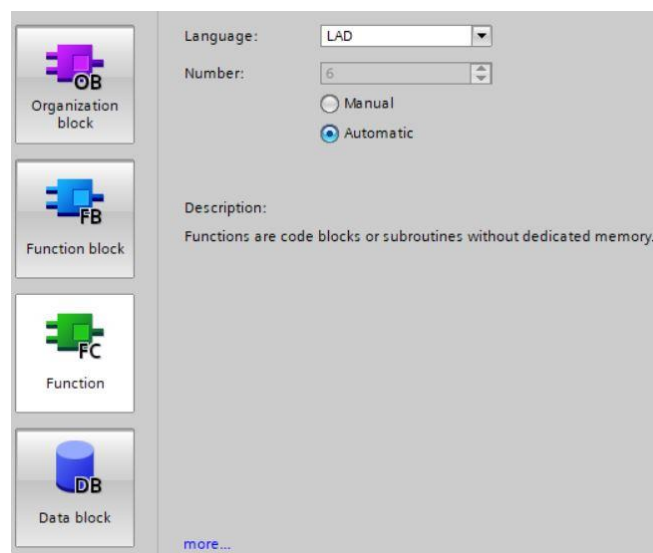 OB
Organization
block
FB
Function block
FC
Function
DB
Data block
Language:
LAD
Number:
6
Manual
Automatic
Description:
Functions are code blocks or subroutines without dedicated memory.
more...